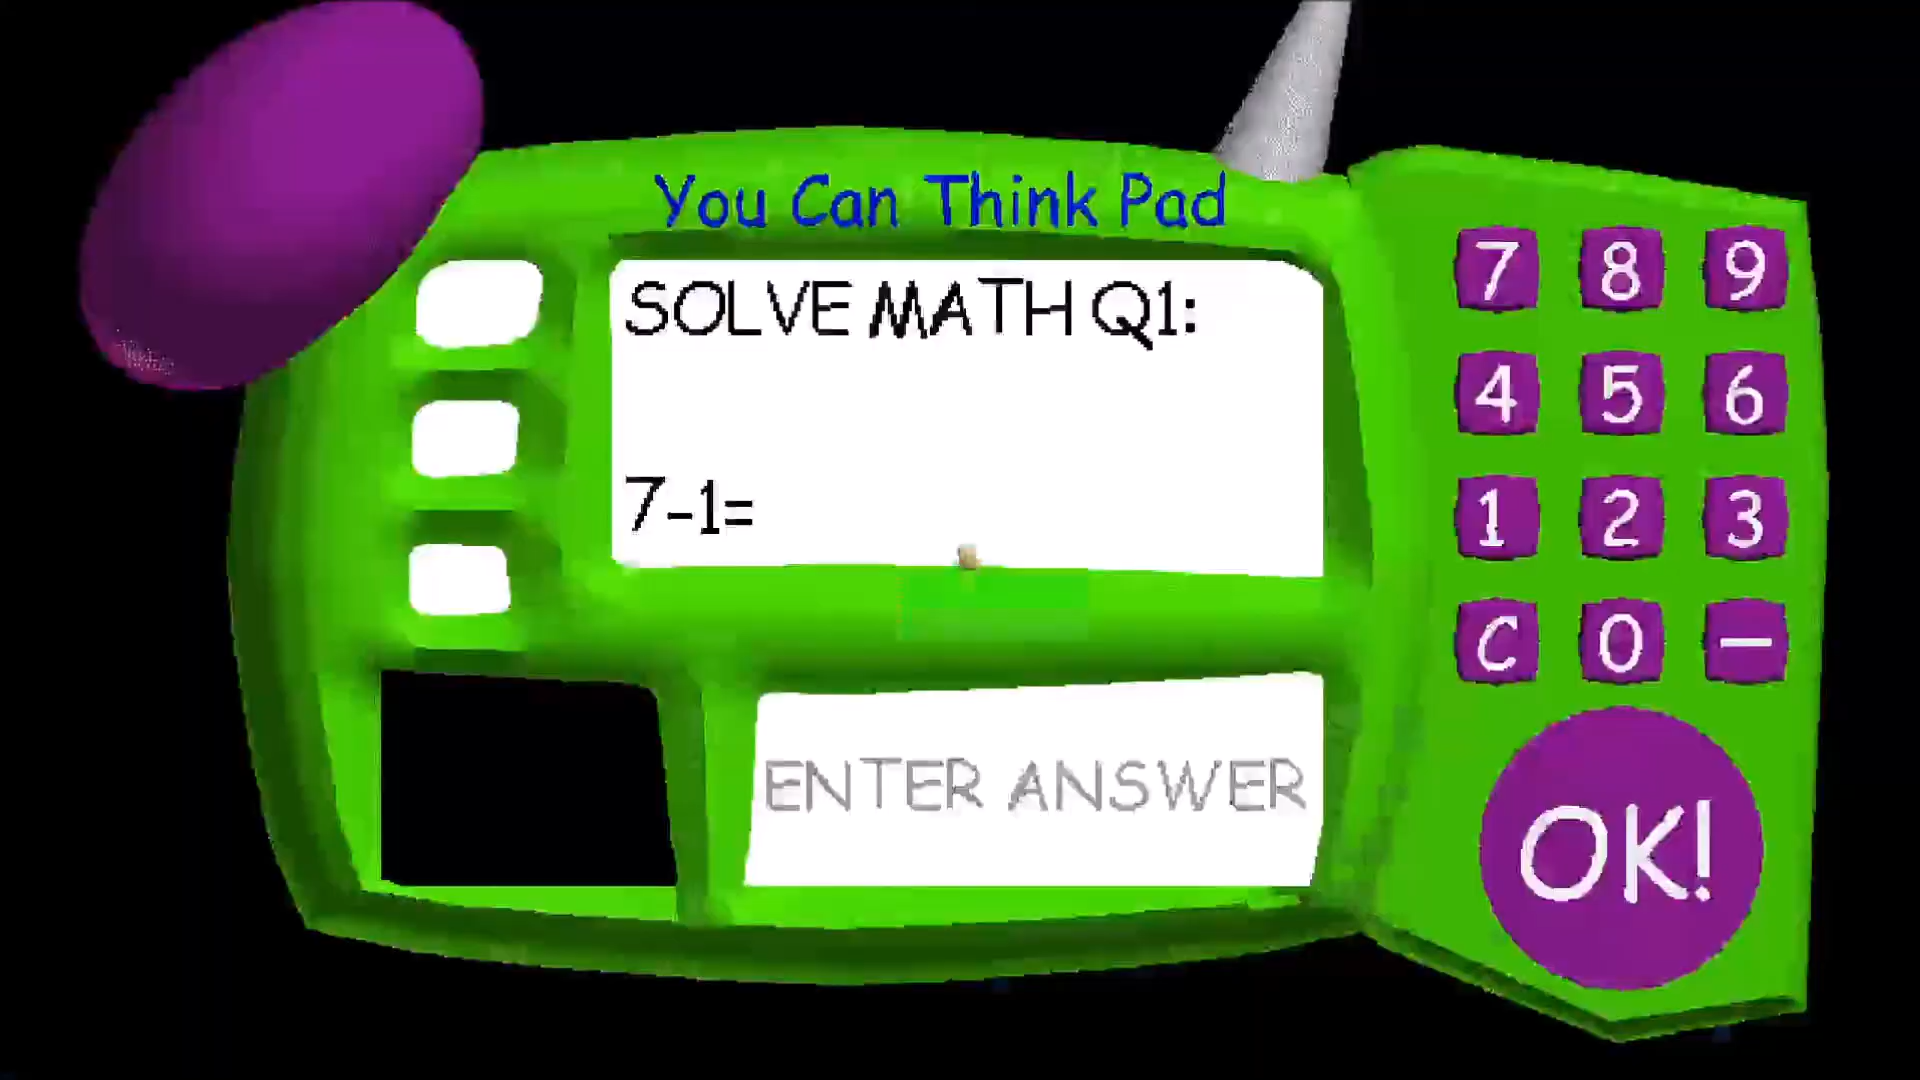 You Can Think Pad
SOLVE MATH Q1:
7-1=
ENTER ANSWER
7 8 9
4 5 6
1 2 3
C 0 −
OK!